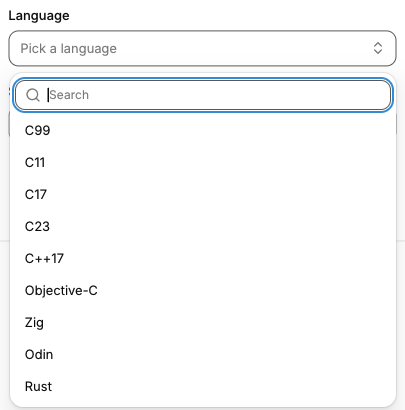 Language
Pick a language
Search
C99
C11
C17
C23
C++17
Objective-C
Zig
Odin
Rust